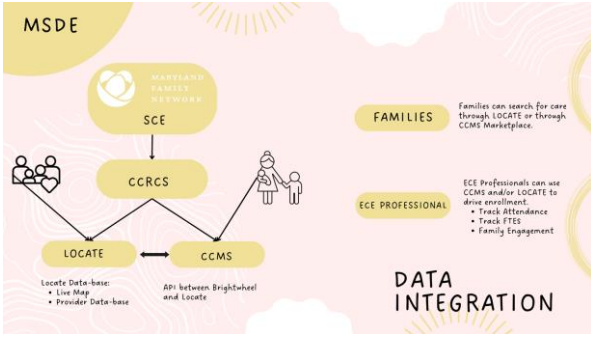 MSDE
MARYLAND
FAMILY
NETWORK
SCE
CCRCS
LOCATE
CCMS
Locate Data-base:
• Live Map
• Provider Data-base
API between Brightwheel
and Locate
FAMILIES
Families can search for care
through LOCATE or through
CCMS Marketplace.
ECE PROFESSIONAL
ECE Professionals can use
CCMS and/or LOCATE to
drive enrollment.
• Track Attendance
• Track FTEs
• Family Engagement
DATA
INTEGRATION